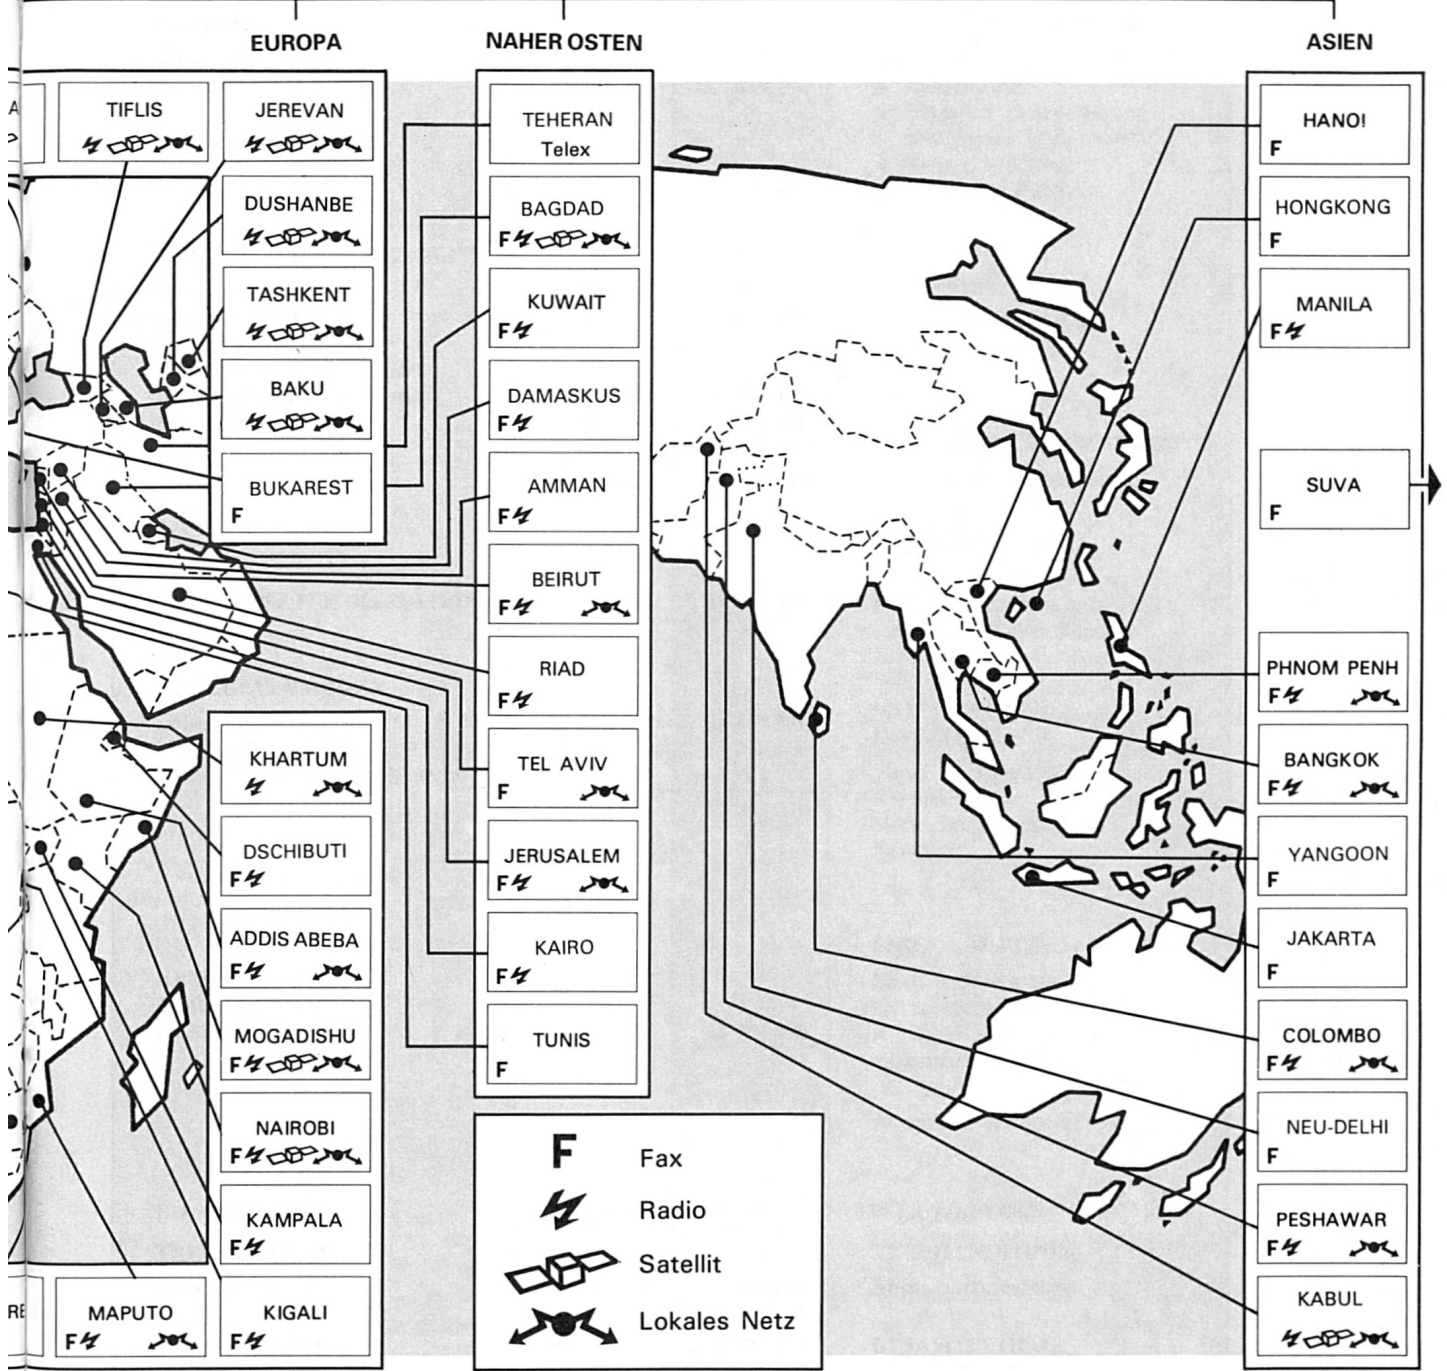 EUROPA
NAHER OSTEN
ASIEN
A
TIFLIS
JEREVAN
DUSHANBE
TASHKENT
BAKU
BUKAREST
F
TEHERAN
Telex
BAGDAD
F
KUWAIT
F
DAMASKUS
F
AMMAN
F
BEIRUT
F
RIAD
F
TEL AVIV
F
JERUSALEM
F
KAIRO
F
TUNIS
F
KHARTUM
DSCHIBUTI
F
ADDIS ABEBA
F
MOGADISHU
F
NAIROBI
F
KAMPALA
F
RE
MAPUTO
F
KIGALI
F
F Fax
Radio
Satellit
Lokales Netz
HANOI
F
HONGKONG
F
MANILA
F
SUVA
F
PHNOM PENH
F
BANGKOK
F
YANGOON
F
JAKARTA
F
COLOMBO
F
NEU-DELHI
F
PESHAWAR
F
KABUL